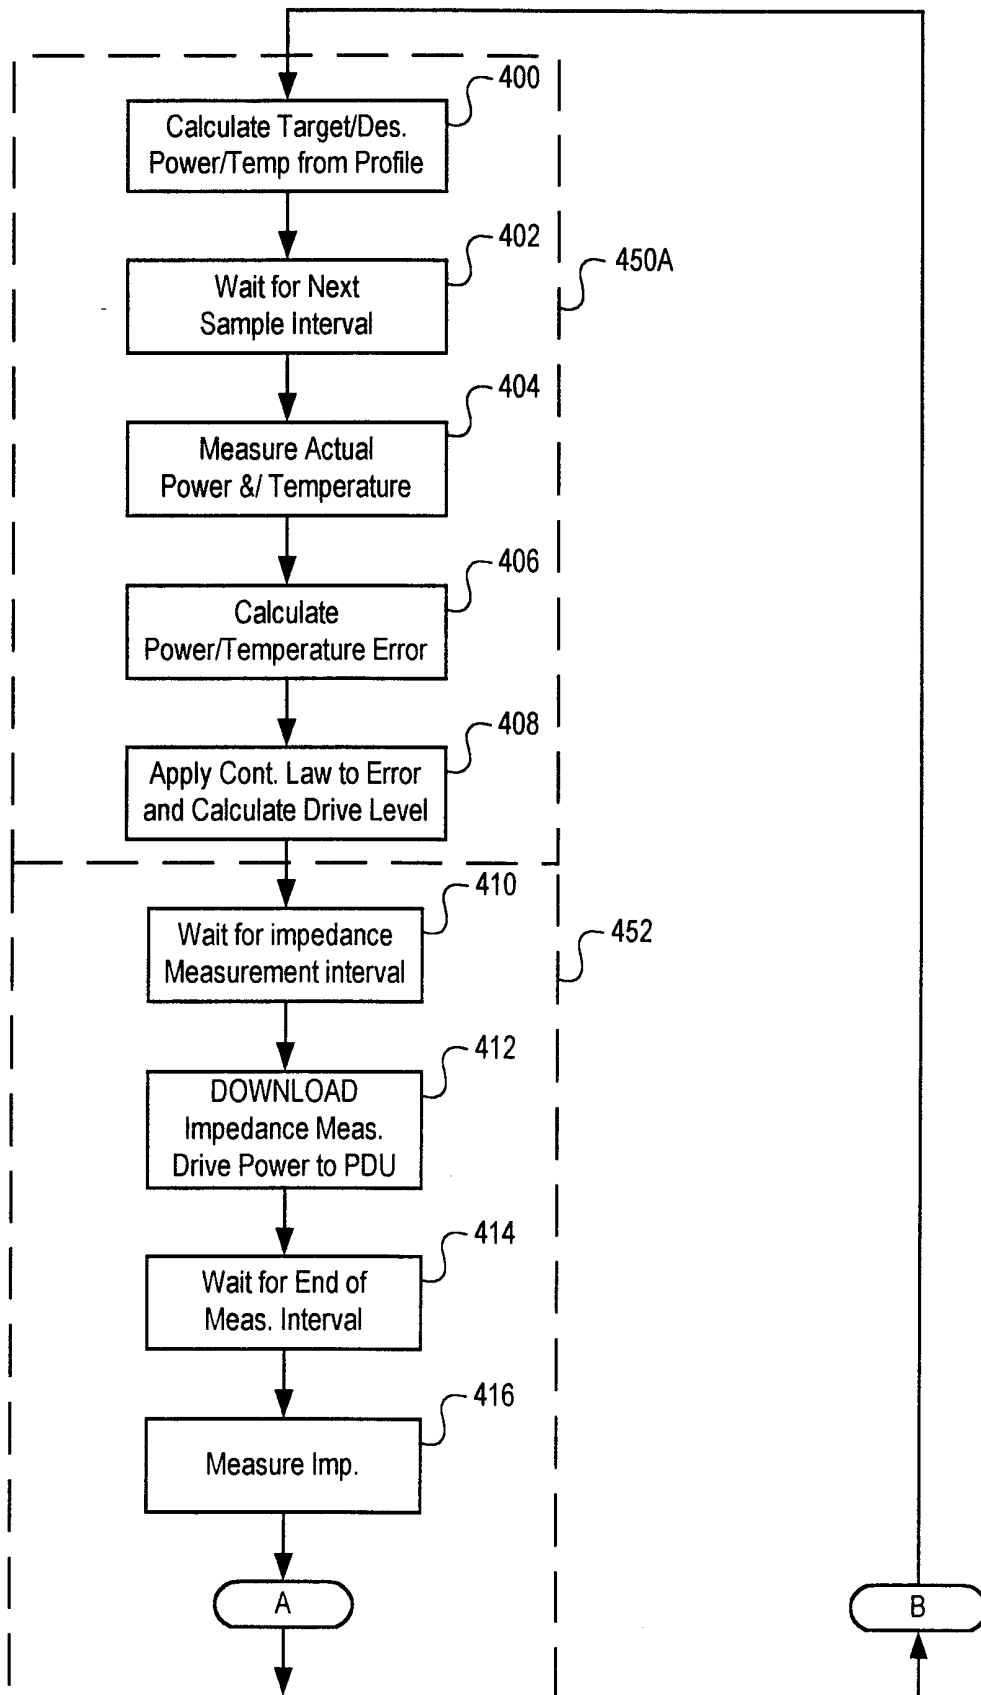 400
Calculate Target/Des.
Power/Temp from Profile
402
450A
Wait for Next
Sample Interval
404
Measure Actual
Power &/ Temperature
406
Calculate
Power/Temperature Error
408
Apply Cont. Law to Error
and Calculate Drive Level
410
Wait for impedance
Measurement interval
452
412
DOWNLOAD
Impedance Meas.
Drive Power to PDU
414
Wait for End of
Meas. Interval
416
Measure Imp.
A
B